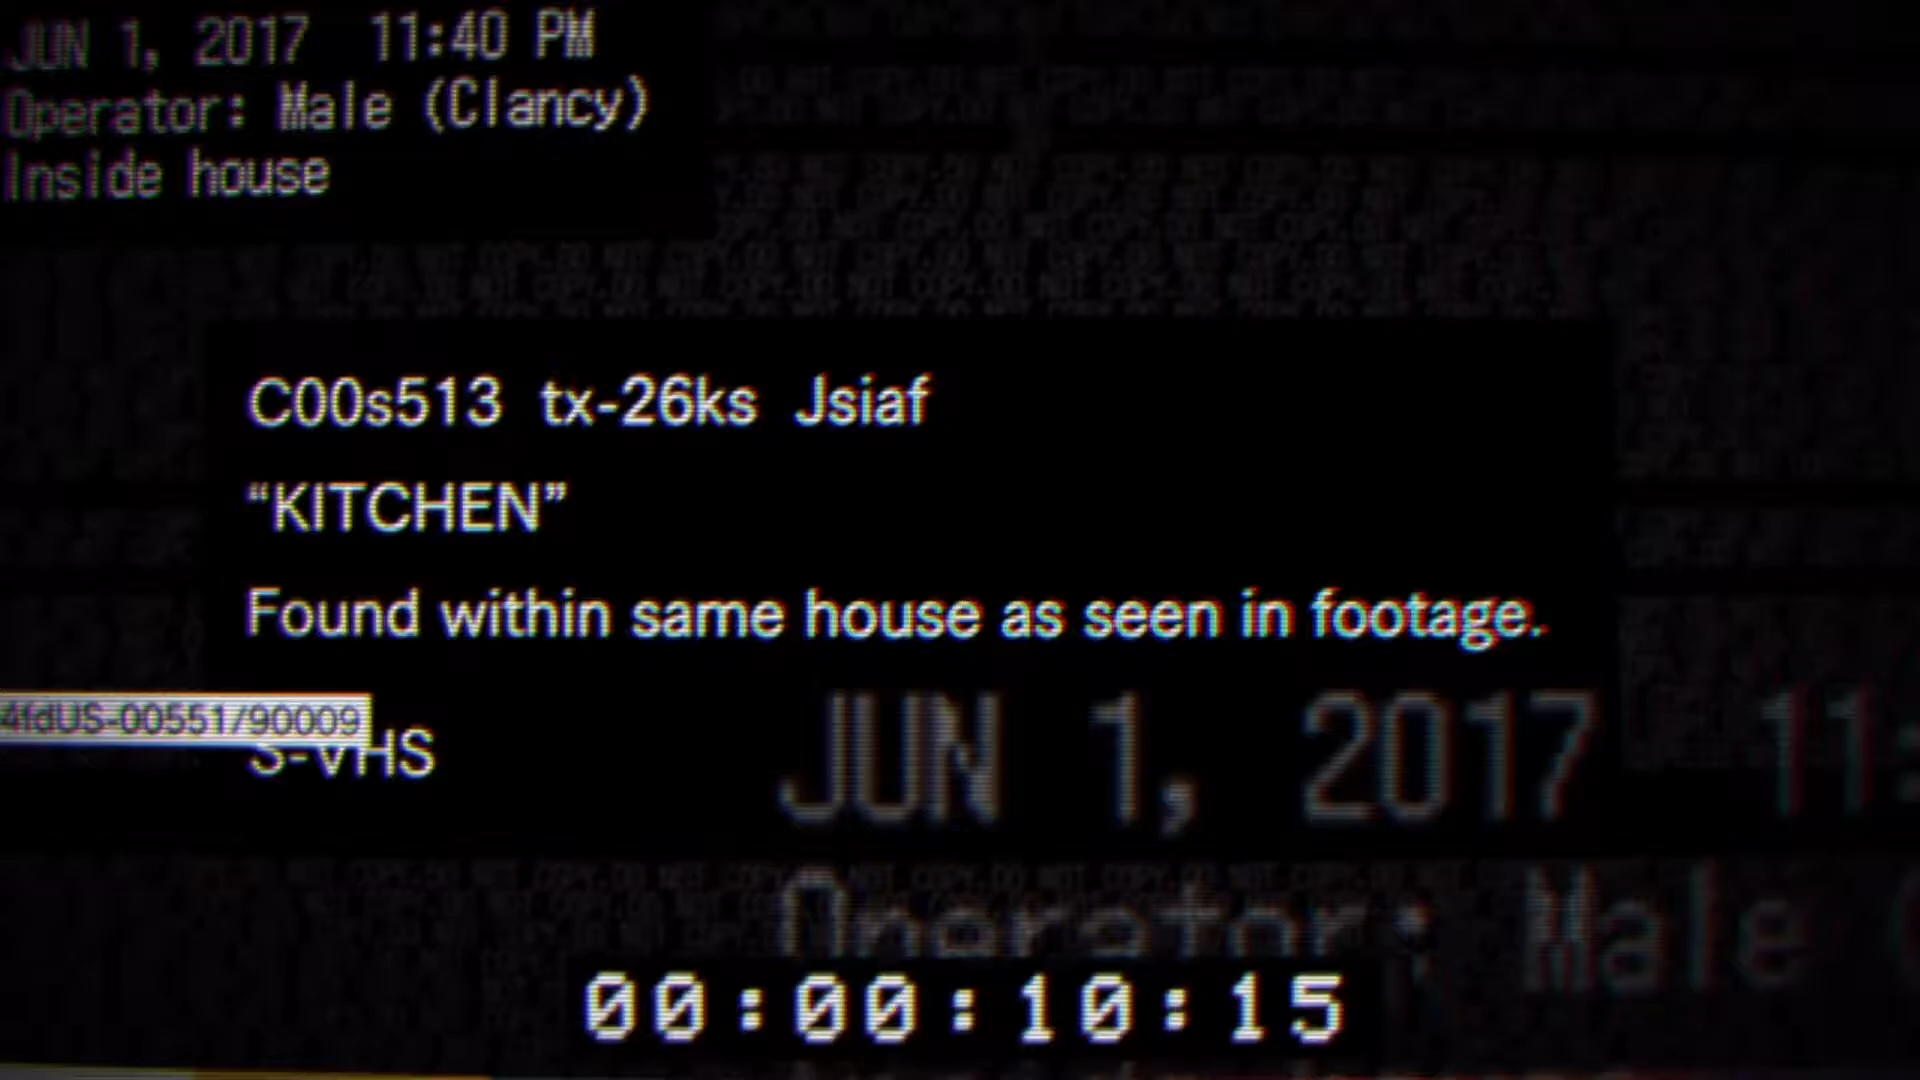 JUN 1, 2017 11:40 PM
Operator: Male (Clancy)
Inside house
C00s513 tx-26ks Jsiaf
“KITCHEN”
Found within same house as seen in footage.
4fdUS-00551/90009
S-VHS
JUN 1, 2017 11:
Operator: Male (
00:00:10:15